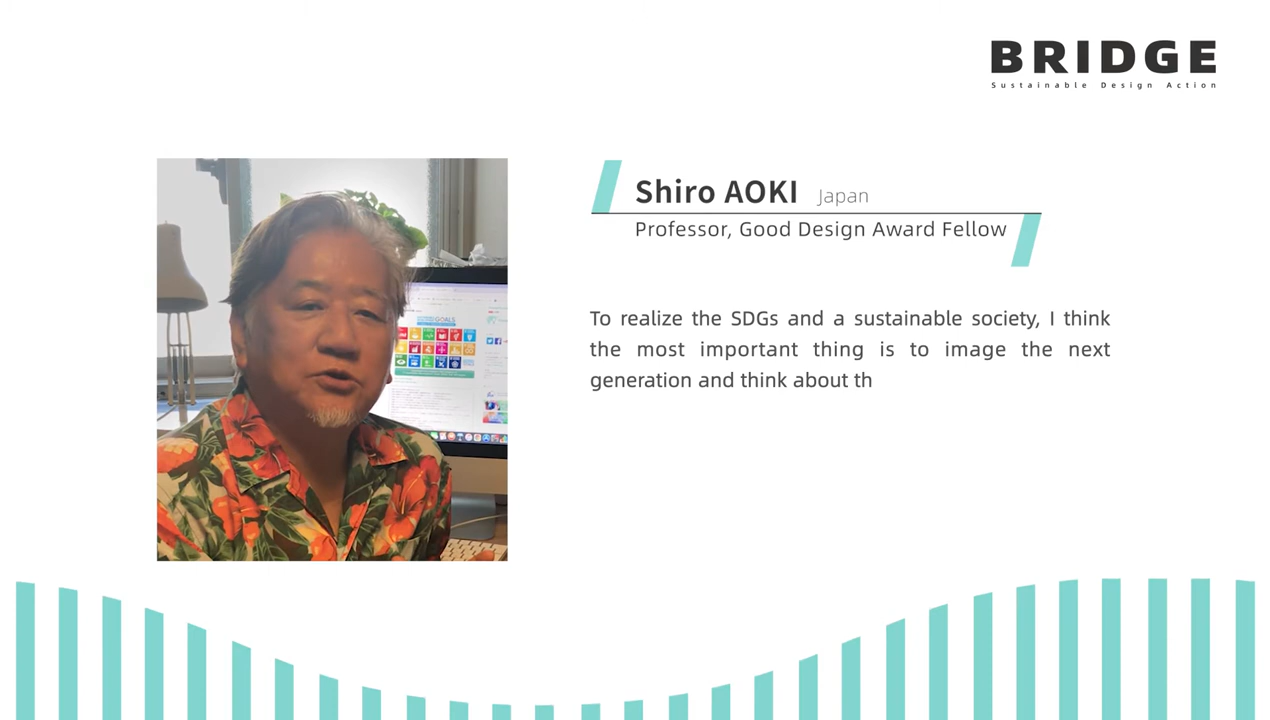 BRIDGE
Sustainable Design Action
Shiro AOKI Japan
Professor, Good Design Award Fellow
To realize the SDGs and a sustainable society, I think
the most important thing is to image the next
generation and think about th
GOALS